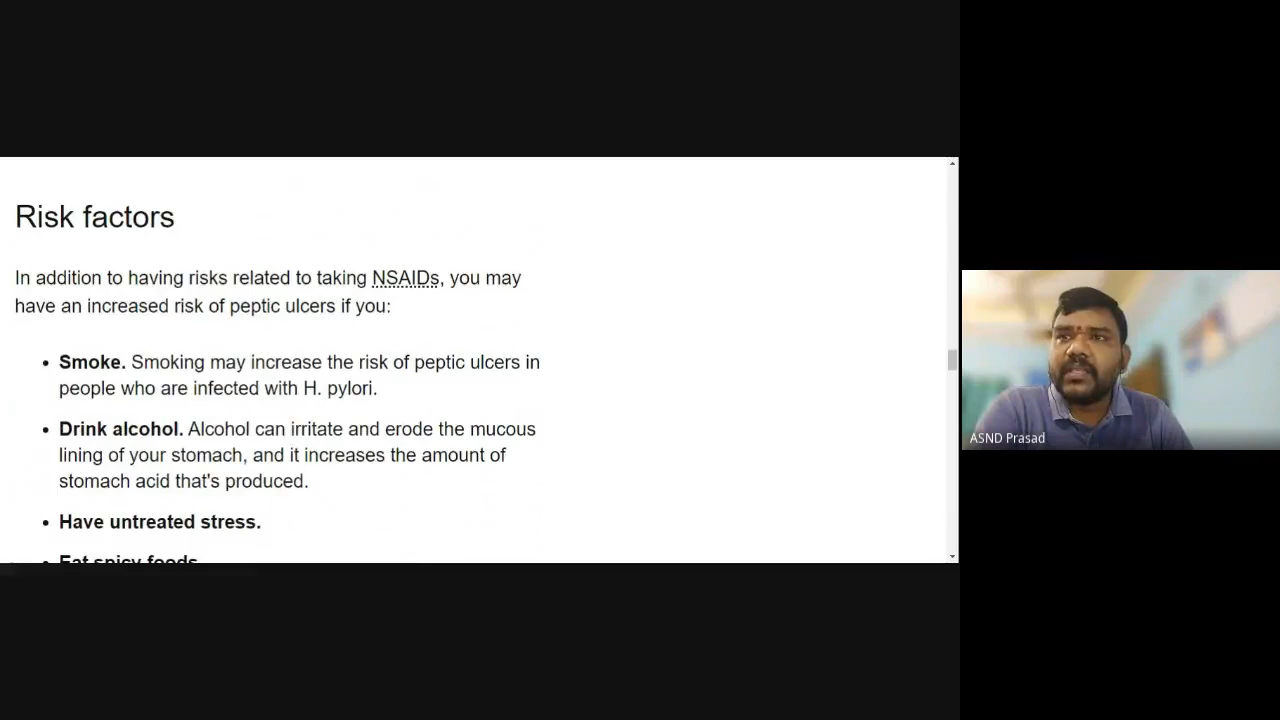 Risk factors
In addition to having risks related to taking NSAIDs, you may
have an increased risk of peptic ulcers if you:
• Smoke. Smoking may increase the risk of peptic ulcers in
people who are infected with H. pylori.
• Drink alcohol. Alcohol can irritate and erode the mucous
lining of your stomach, and it increases the amount of
stomach acid that's produced.
• Have untreated stress.
• Eat spicy foods.
ASND Prasad